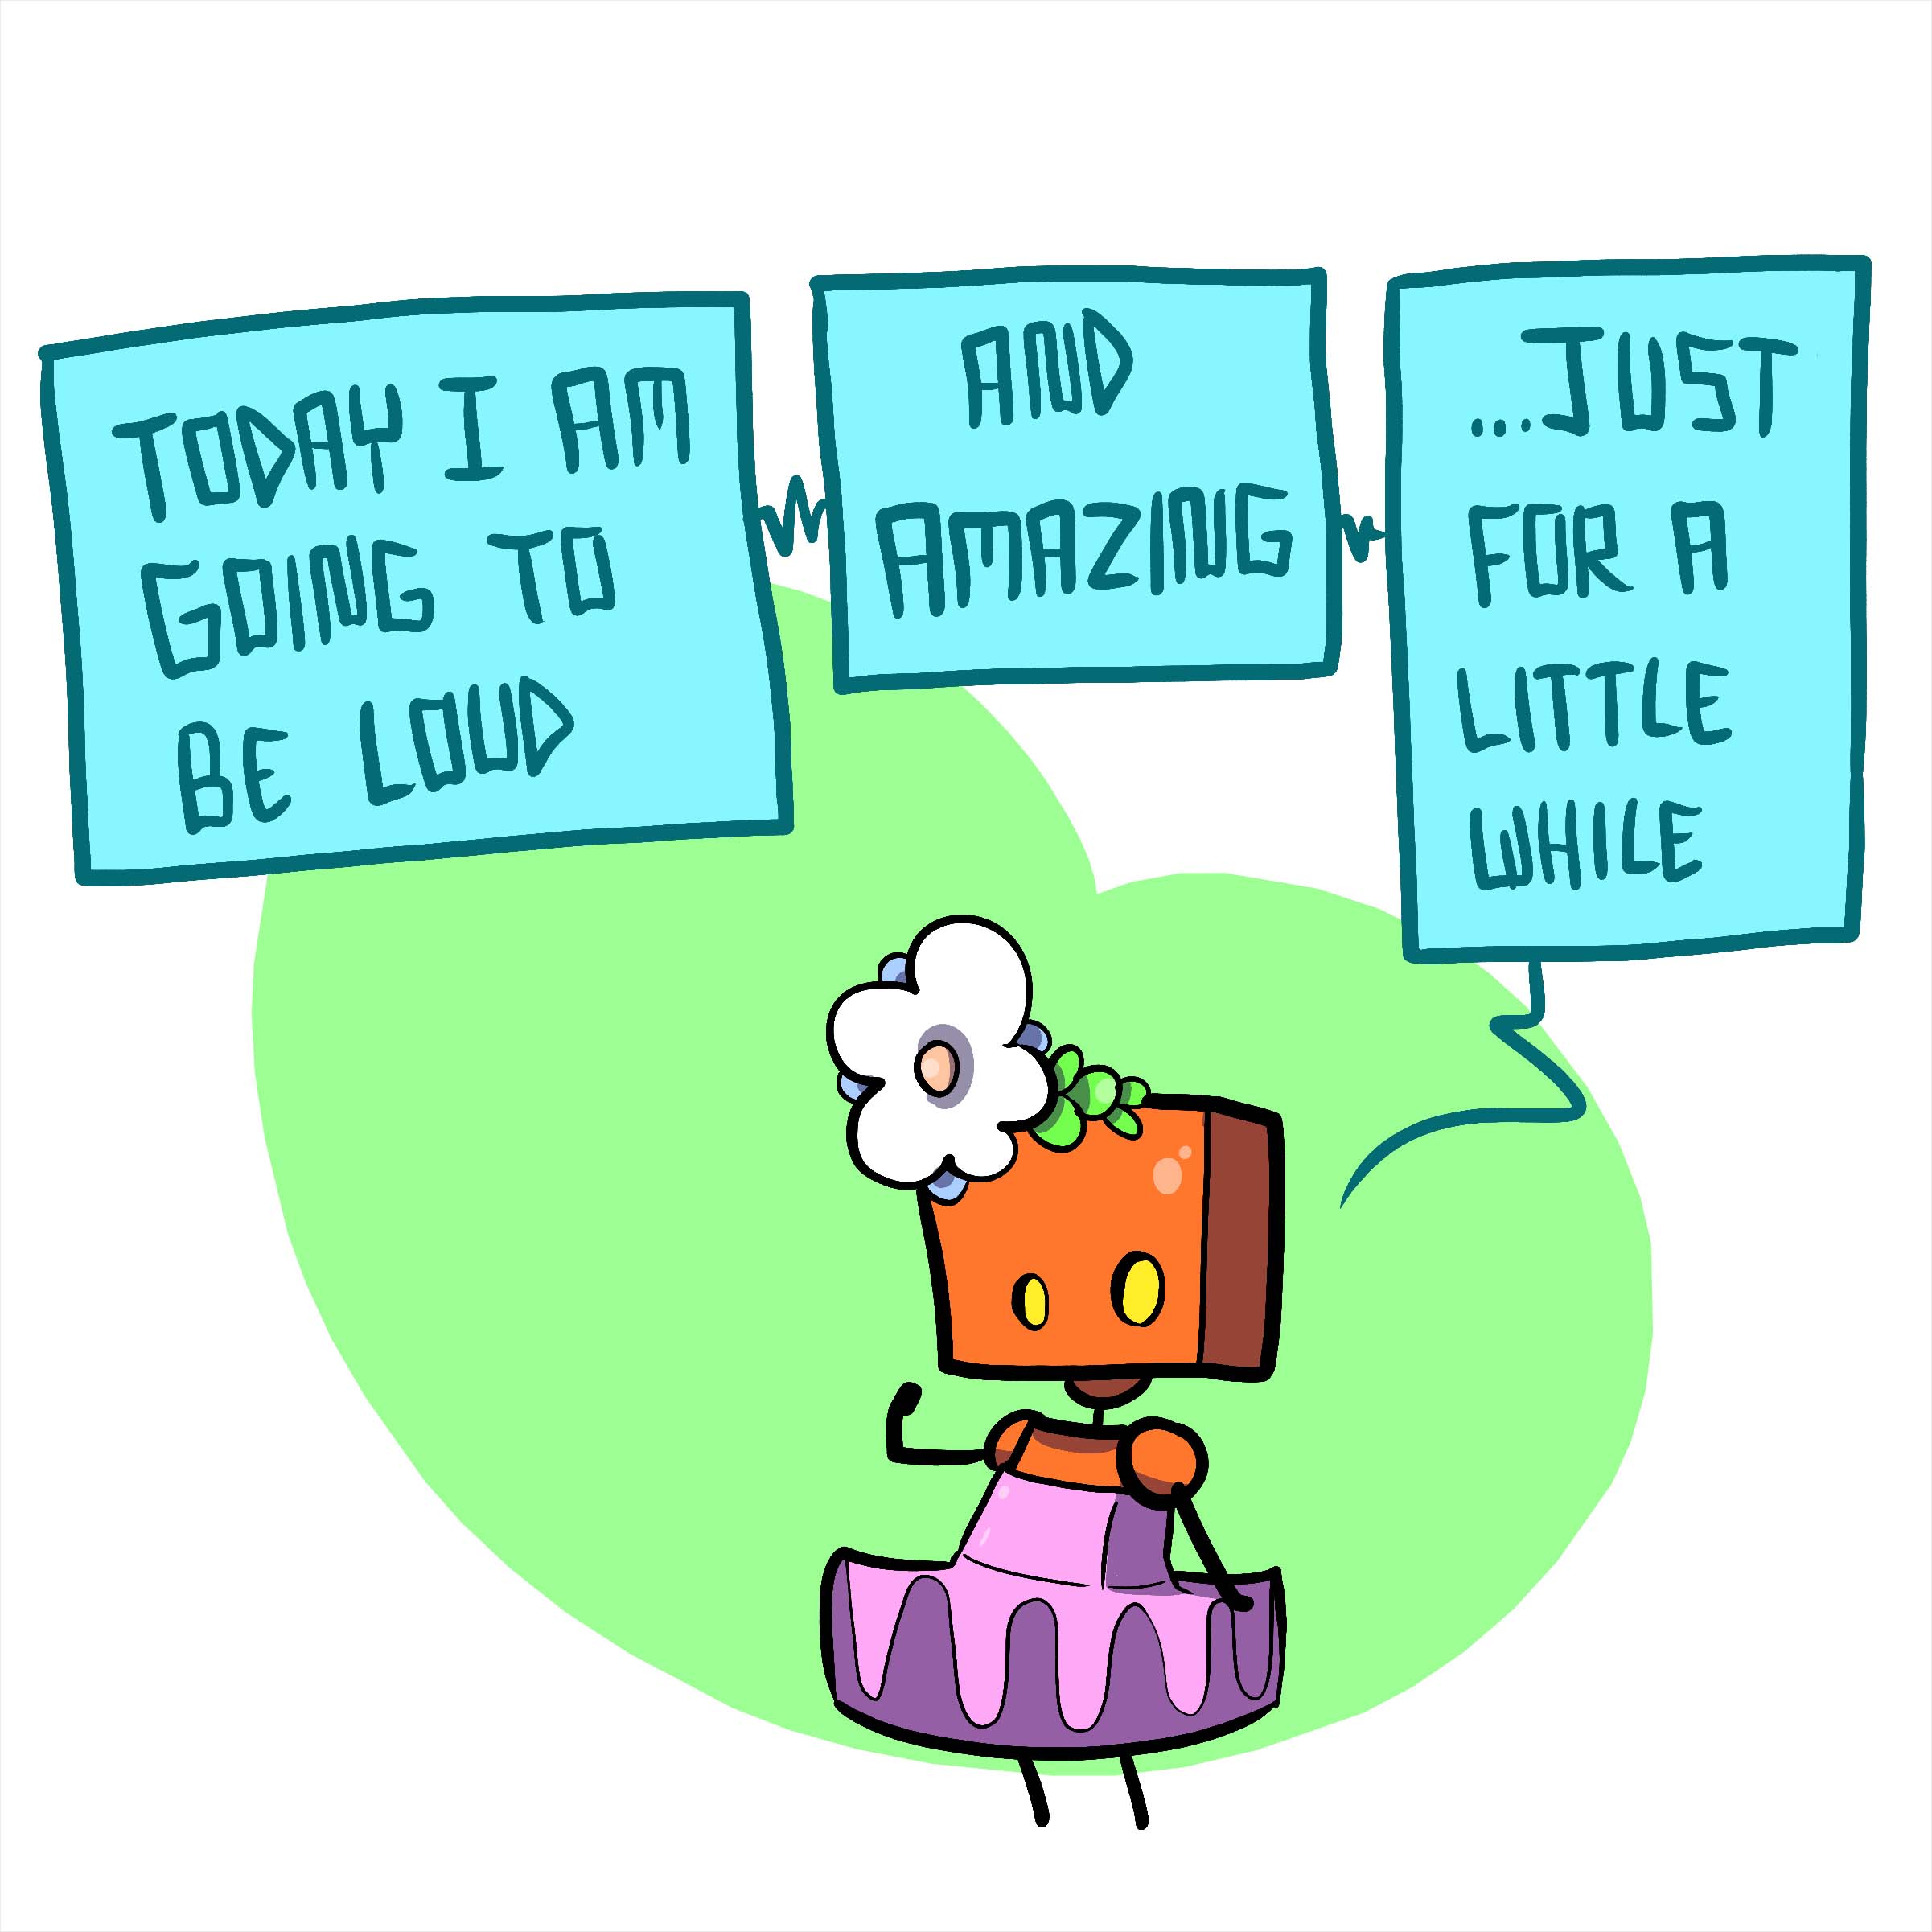 TODAY I AM
GOING TO
BE LOUD
AND
AMAZING
...JUST
FOR A
LITTLE
WHILE